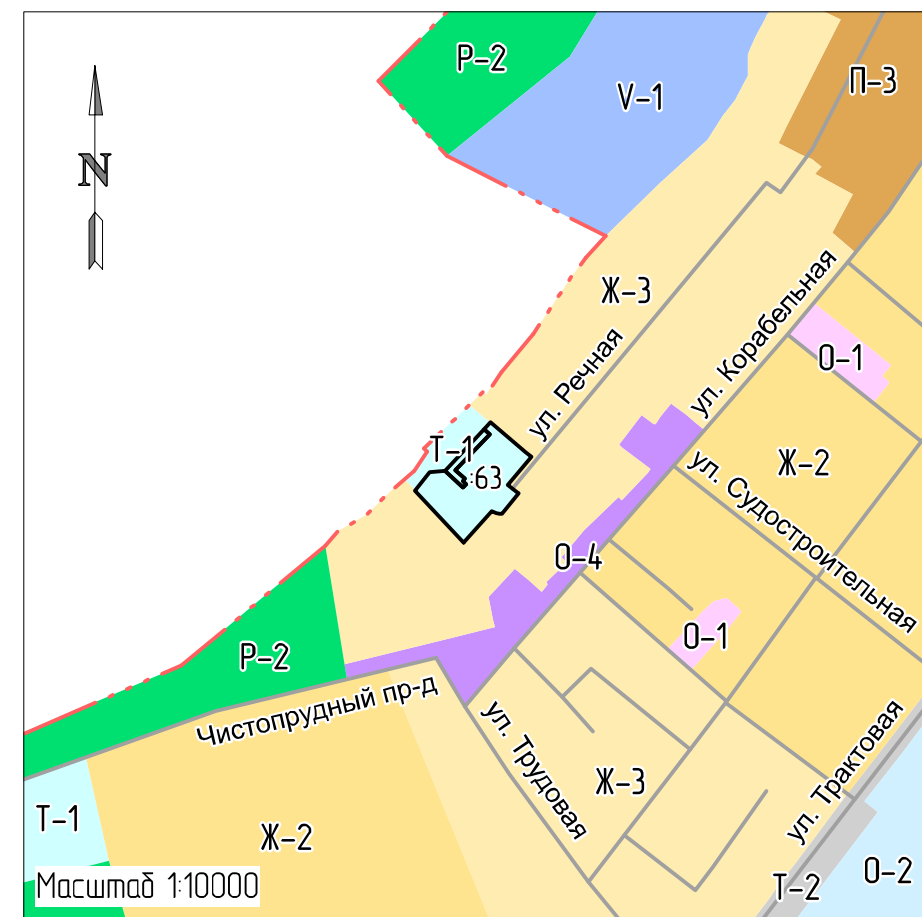 Р-2
V-1
П-3
N
Ж-3
ул. Корабельная
О-1
ул. Речная
Т-1
:63
Ж-2
ул. Судостроительная
О-4
О-1
Р-2
Чистопрудный пр-д
ул. Трудовая
ул. Трактовая
Ж-3
Т-1
Ж-2
Масштаб 1:10000
Т-2
О-2